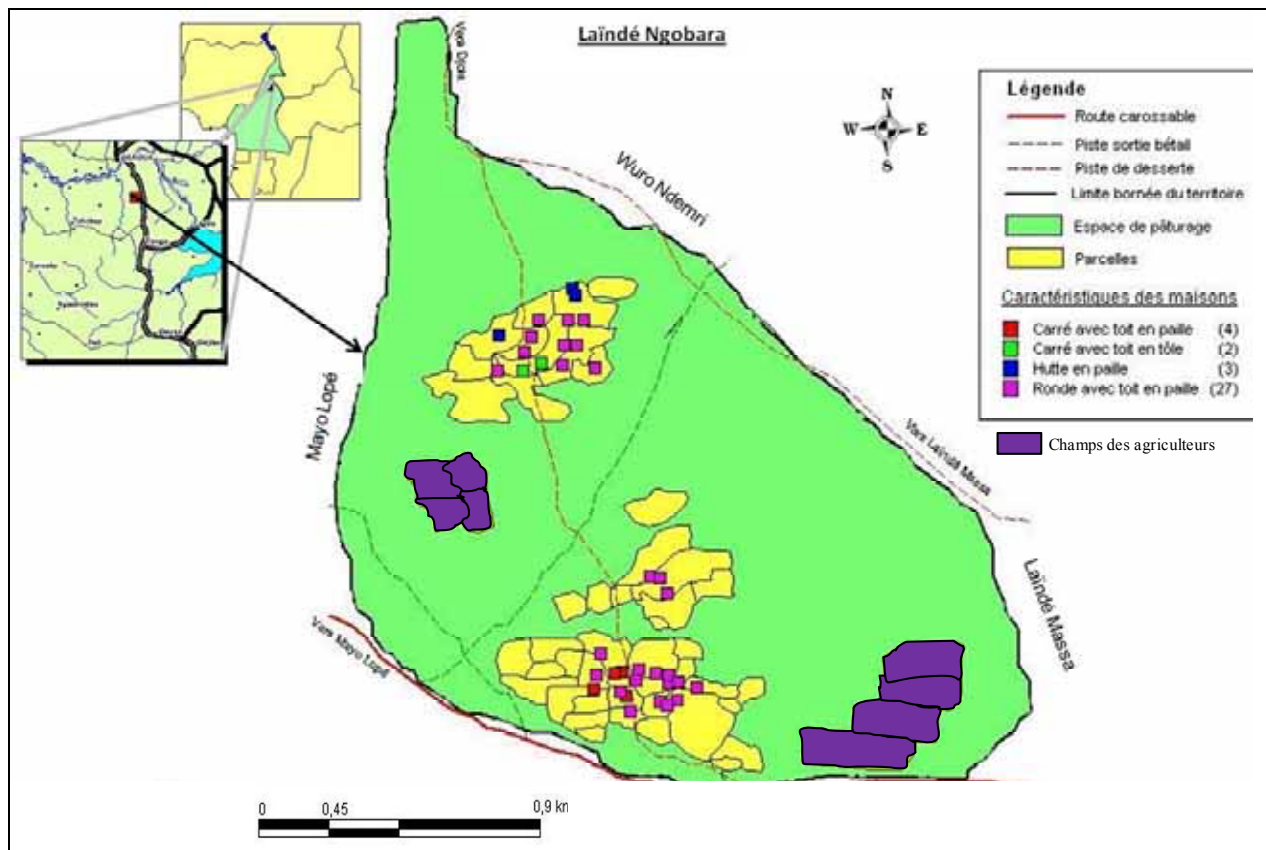 Laïndé Ngobara
Vers Djola
N
W E
S
Wuro Ndemri
Mayo Lopé
Vers Laïndé Massa
Laïndé Massa
Vers Mayo Lopé
Légende
Route carossable
Piste sortie bétail
Piste de desserte
Limite bornée du territoire
Espace de pâturage
Parcelles
Caractéristiques des maisons
Carré avec toit en paille (4)
Carré avec toit en tôle (2)
Hutte en paille (3)
Ronde avec toit en paille (27)
Champs des agriculteurs
0 0,45 0,9 km